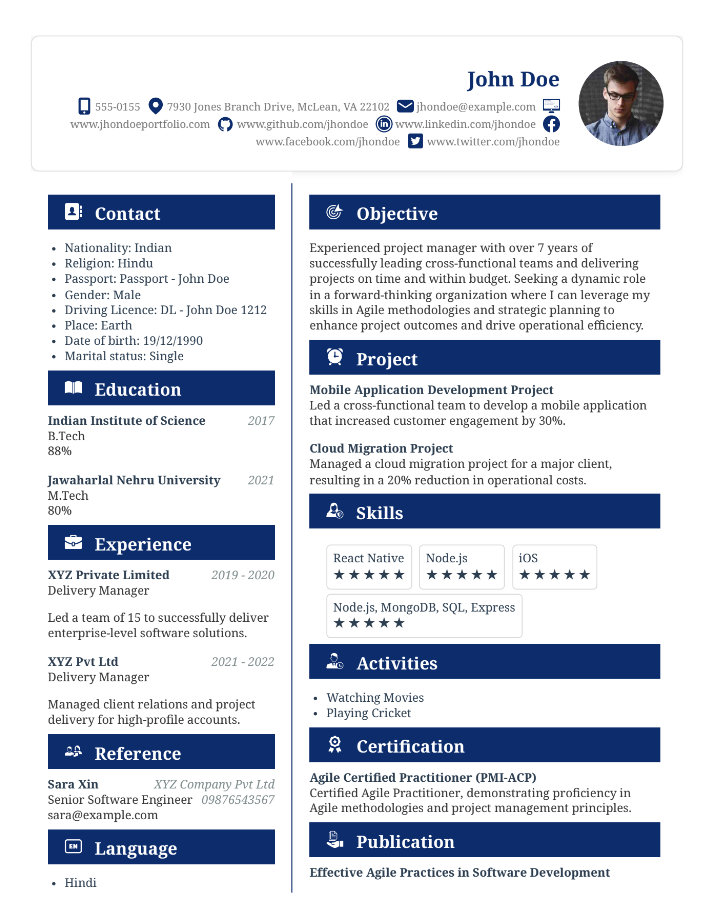 John Doe
555-0155 7930 Jones Branch Drive, McLean, VA 22102 jhondoe@example.com
www.jhondoeportfolio.com www.github.com/jhondoe www.linkedin.com/jhondoe
www.facebook.com/jhondoe www.twitter.com/jhondoe
Contact
• Nationality: Indian
• Religion: Hindu
• Passport: Passport - John Doe
• Gender: Male
• Driving Licence: DL - John Doe 1212
• Place: Earth
• Date of birth: 19/12/1990
• Marital status: Single
Education
Indian Institute of Science 2017
B.Tech
88%
Jawaharlal Nehru University 2021
M.Tech
80%
Experience
XYZ Private Limited 2019 - 2020
Delivery Manager
Led a team of 15 to successfully deliver
enterprise-level software solutions.
XYZ Pvt Ltd 2021 - 2022
Delivery Manager
Managed client relations and project
delivery for high-profile accounts.
Reference
Sara Xin XYZ Company Pvt Ltd
Senior Software Engineer 09876543567
sara@example.com
EN Language
• Hindi
Objective
Experienced project manager with over 7 years of
successfully leading cross-functional teams and delivering
projects on time and within budget. Seeking a dynamic role
in a forward-thinking organization where I can leverage my
skills in Agile methodologies and strategic planning to
enhance project outcomes and drive operational efficiency.
Project
Mobile Application Development Project
Led a cross-functional team to develop a mobile application
that increased customer engagement by 30%.
Cloud Migration Project
Managed a cloud migration project for a major client,
resulting in a 20% reduction in operational costs.
Skills
React Native Node.js iOS
★★★★★ ★★★★★ ★★★★★
Node.js, MongoDB, SQL, Express
★★★★★
Activities
• Watching Movies
• Playing Cricket
Certification
Agile Certified Practitioner (PMI-ACP)
Certified Agile Practitioner, demonstrating proficiency in
Agile methodologies and project management principles.
Publication
Effective Agile Practices in Software Development